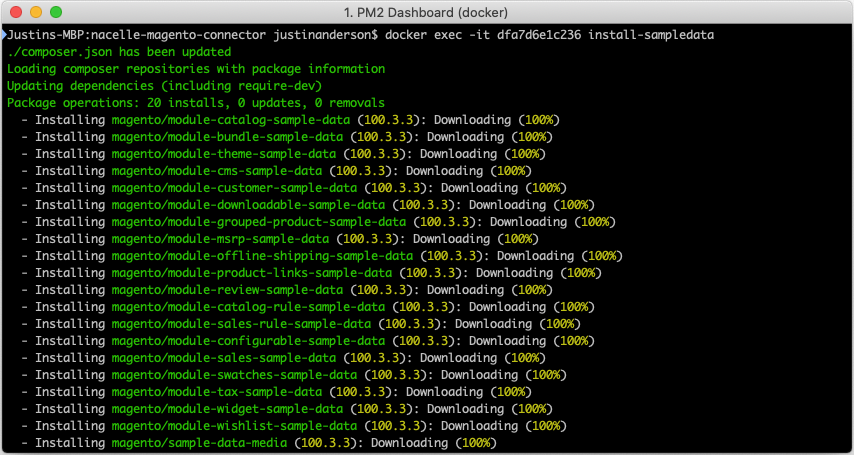 1. PM2 Dashboard (docker)
Justins-MBP:nacelle-magento-connector justinanderson$ docker exec -it dfa7d6e1c236 install-sampledata
./composer.json has been updated
Loading composer repositories with package information
Updating dependencies (including require-dev)
Package operations: 20 installs, 0 updates, 0 removals
- Installing magento/module-catalog-sample-data (100.3.3): Downloading (100%)
- Installing magento/module-bundle-sample-data (100.3.3): Downloading (100%)
- Installing magento/module-theme-sample-data (100.3.3): Downloading (100%)
- Installing magento/module-cms-sample-data (100.3.3): Downloading (100%)
- Installing magento/module-customer-sample-data (100.3.3): Downloading (100%)
- Installing magento/module-downloadable-sample-data (100.3.3): Downloading (100%)
- Installing magento/module-grouped-product-sample-data (100.3.3): Downloading (100%)
- Installing magento/module-msrp-sample-data (100.3.3): Downloading (100%)
- Installing magento/module-offline-shipping-sample-data (100.3.3): Downloading (100%)
- Installing magento/module-product-links-sample-data (100.3.3): Downloading (100%)
- Installing magento/module-review-sample-data (100.3.3): Downloading (100%)
- Installing magento/module-catalog-rule-sample-data (100.3.3): Downloading (100%)
- Installing magento/module-sales-rule-sample-data (100.3.3): Downloading (100%)
- Installing magento/module-configurable-sample-data (100.3.3): Downloading (100%)
- Installing magento/module-sales-sample-data (100.3.3): Downloading (100%)
- Installing magento/module-swatches-sample-data (100.3.3): Downloading (100%)
- Installing magento/module-tax-sample-data (100.3.3): Downloading (100%)
- Installing magento/module-widget-sample-data (100.3.3): Downloading (100%)
- Installing magento/module-wishlist-sample-data (100.3.3): Downloading (100%)
- Installing magento/sample-data-media (100.3.3): Downloading (100%)